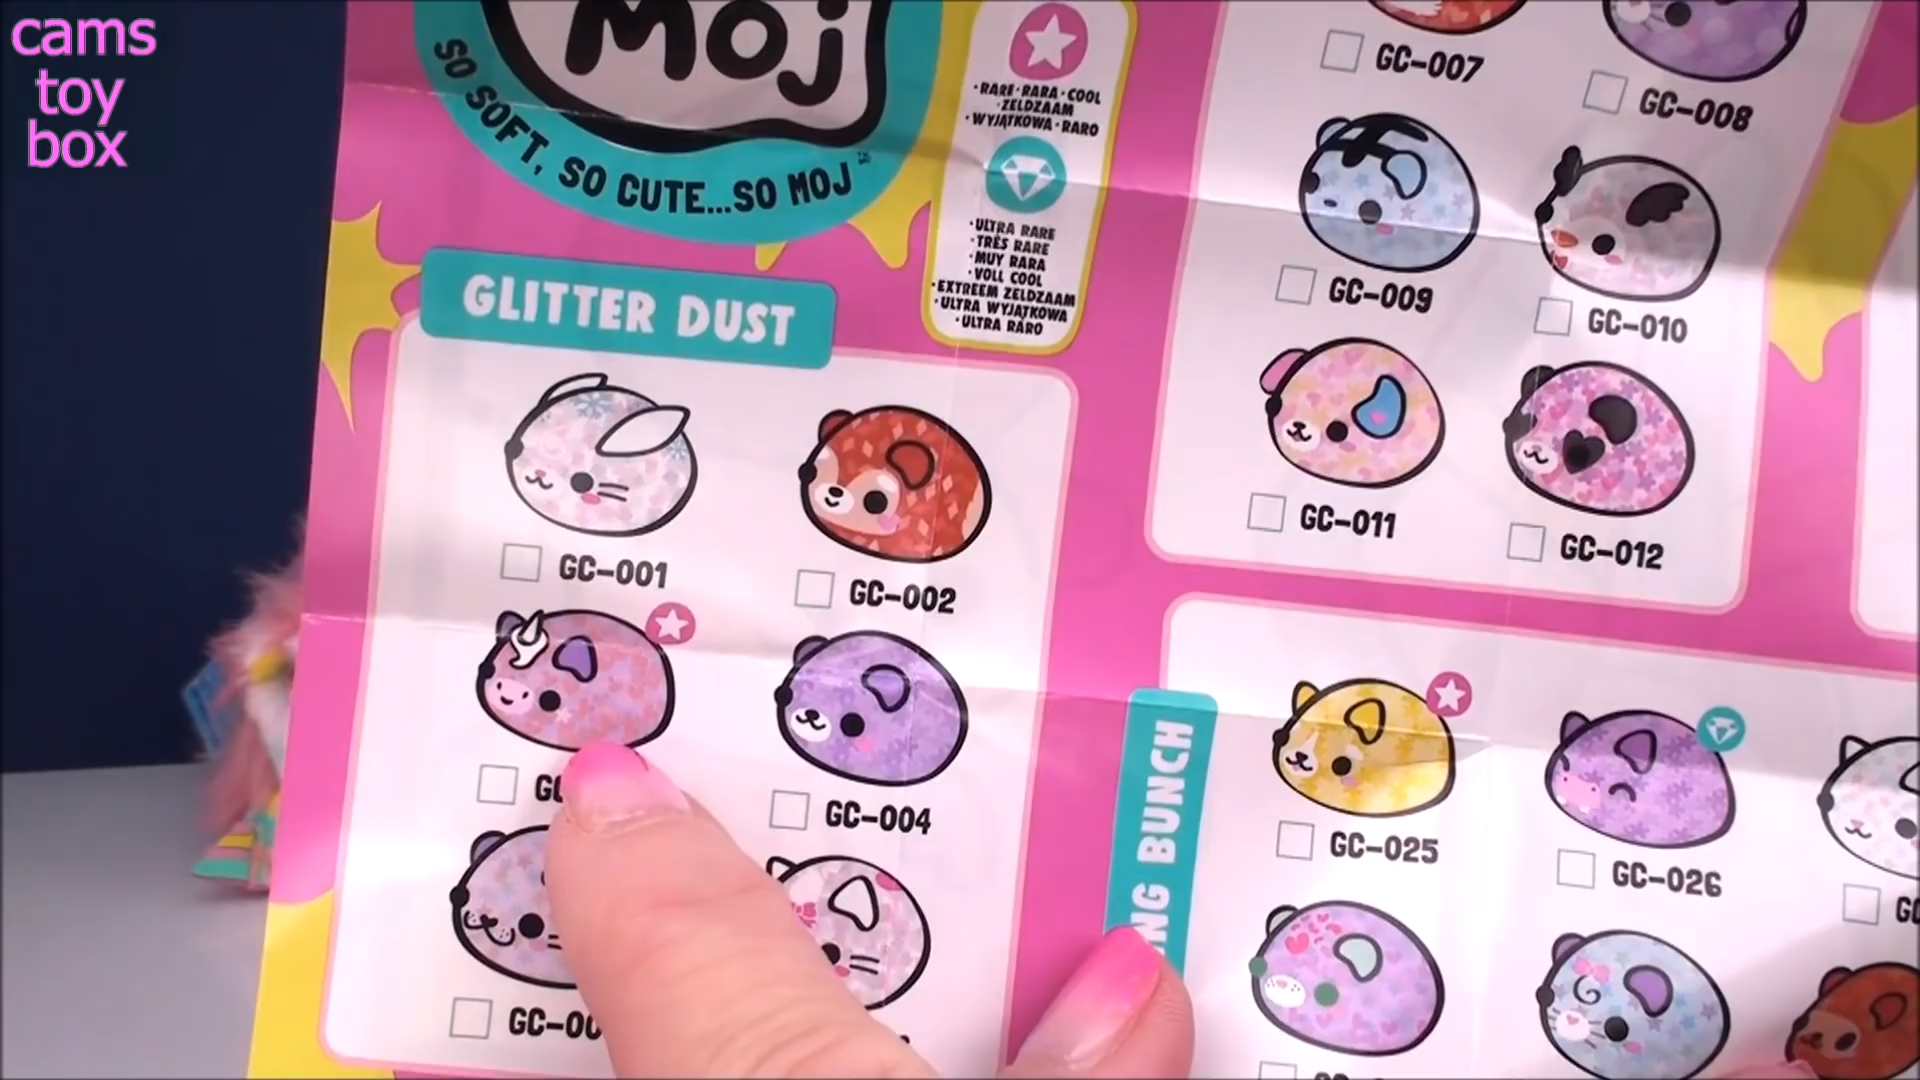 cams
toy
box
Moj
SO SOFT, SO CUTE...SO MOJ™
·RARE·RARA·COOL
·ZELDZAAM
·WYJĄTKOWA·RARO
·ULTRA RARE
·TRÈS RARE
·MUY RARA
·VOLL COOL
·EXTREEM ZELDZAAM
·ULTRA WYJĄTKOWA
·ULTRA RARO
GLITTER DUST
GC-001
GC-002
GC-004
GC-007
GC-008
GC-009
GC-010
GC-011
GC-012
BUNCH
GC-025
GC-026